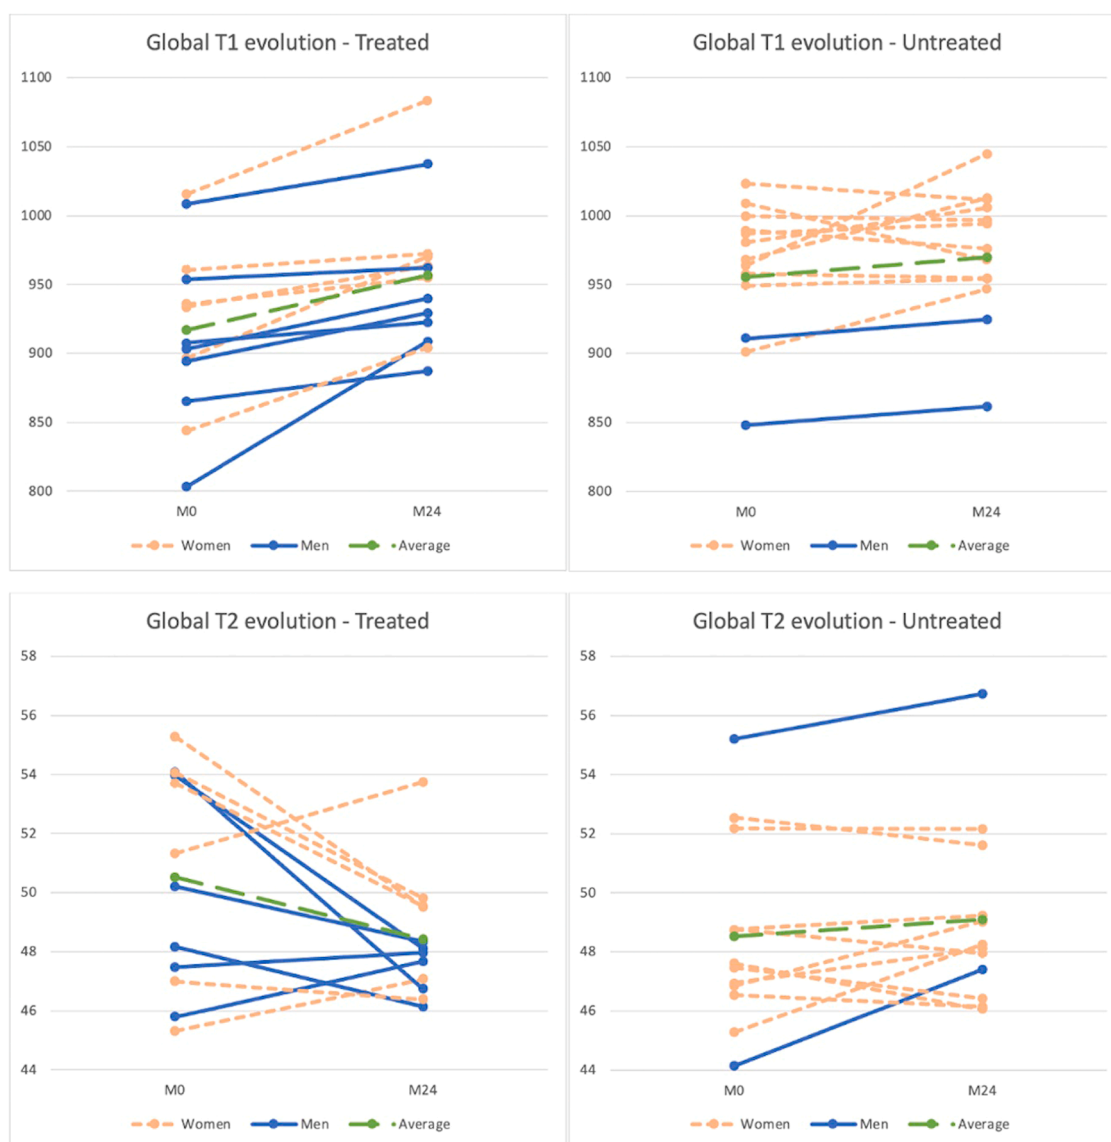 Global T1 evolution - Treated
1100
1050
1000
950
900
850
800
M0 M24
Women Men Average
Global T1 evolution - Untreated
1100
1050
1000
950
900
850
800
M0 M24
Women Men Average
Global T2 evolution - Treated
58
56
54
52
50
48
46
44
M0 M24
Women Men Average
Global T2 evolution - Untreated
58
56
54
52
50
48
46
44
M0 M24
Women Men Average